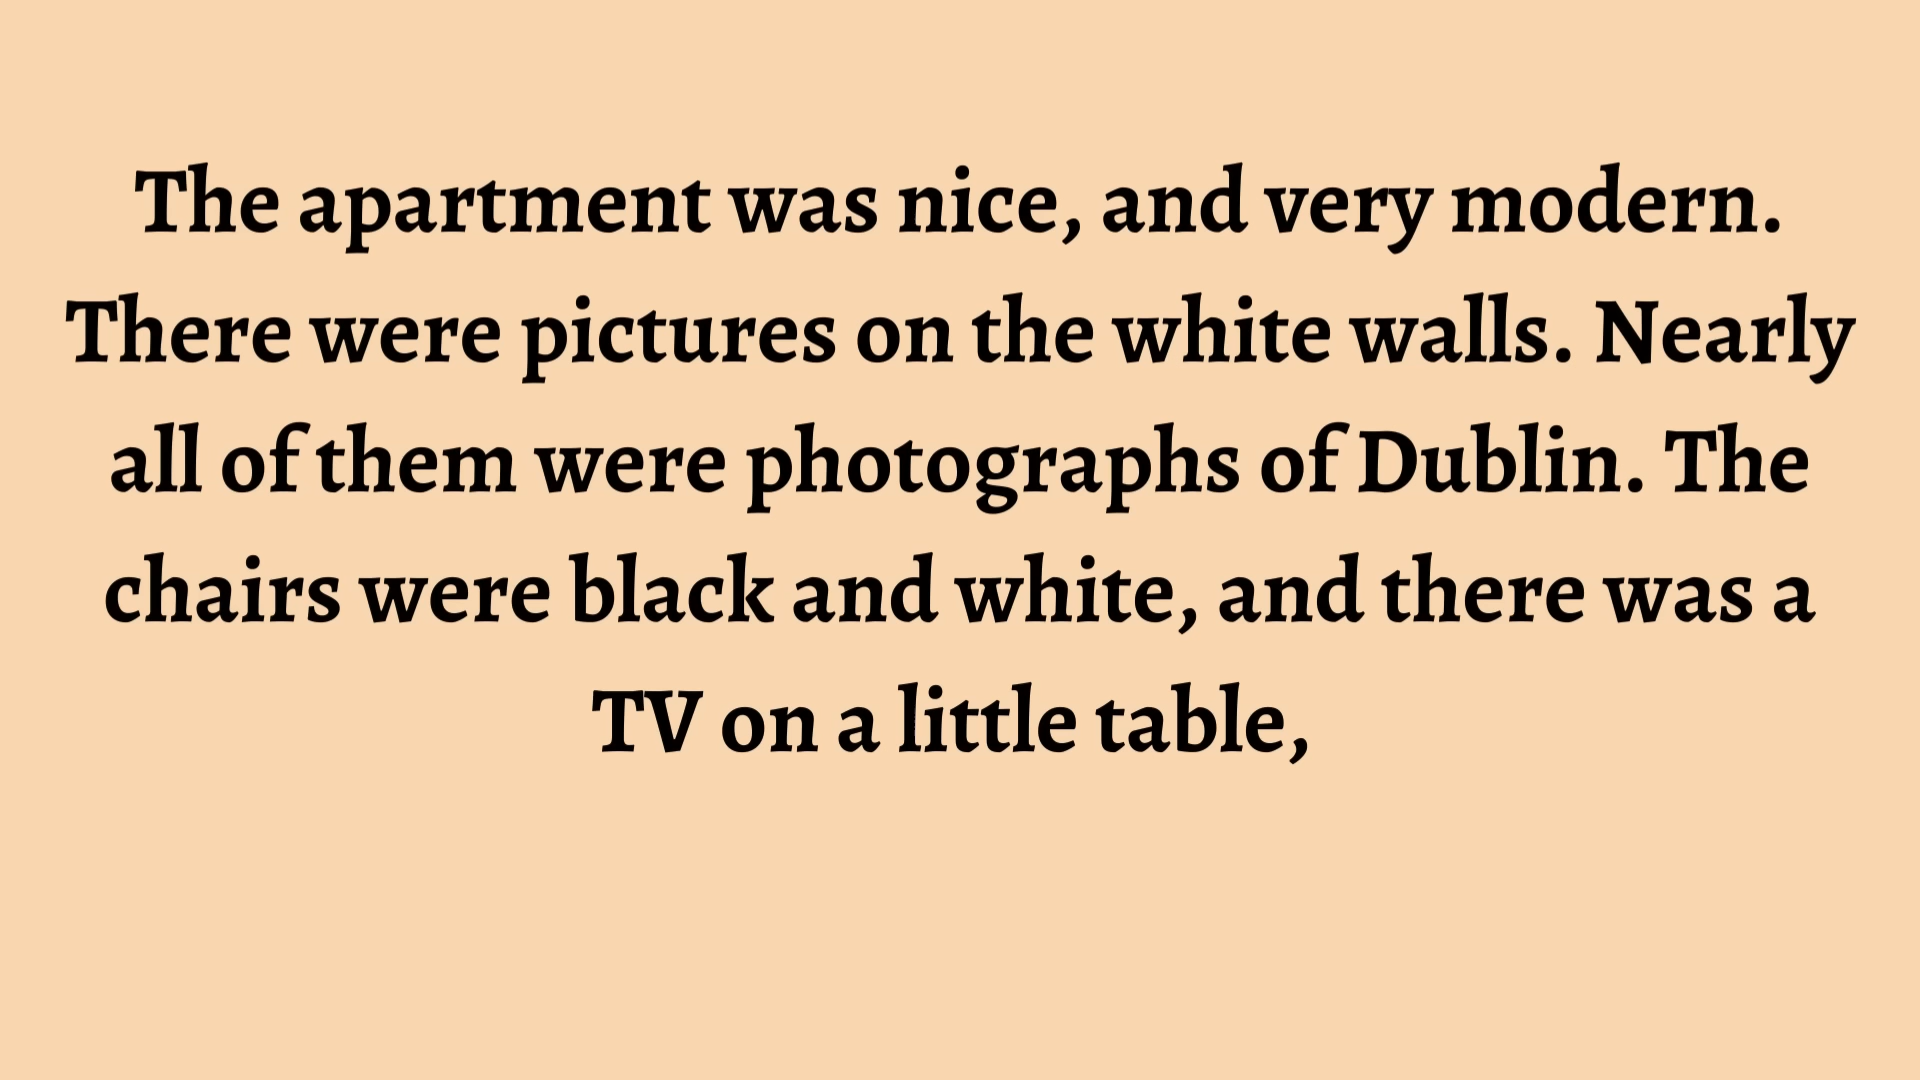 The apartment was nice, and very modern.
There were pictures on the white walls. Nearly
all of them were photographs of Dublin. The
chairs were black and white, and there was a
TV on a little table,